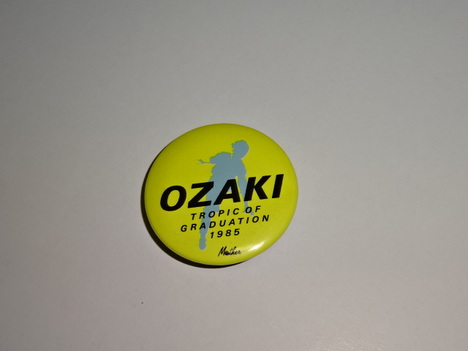 OZAKI
TROPIC OF
GRADUATION
1985
Mother